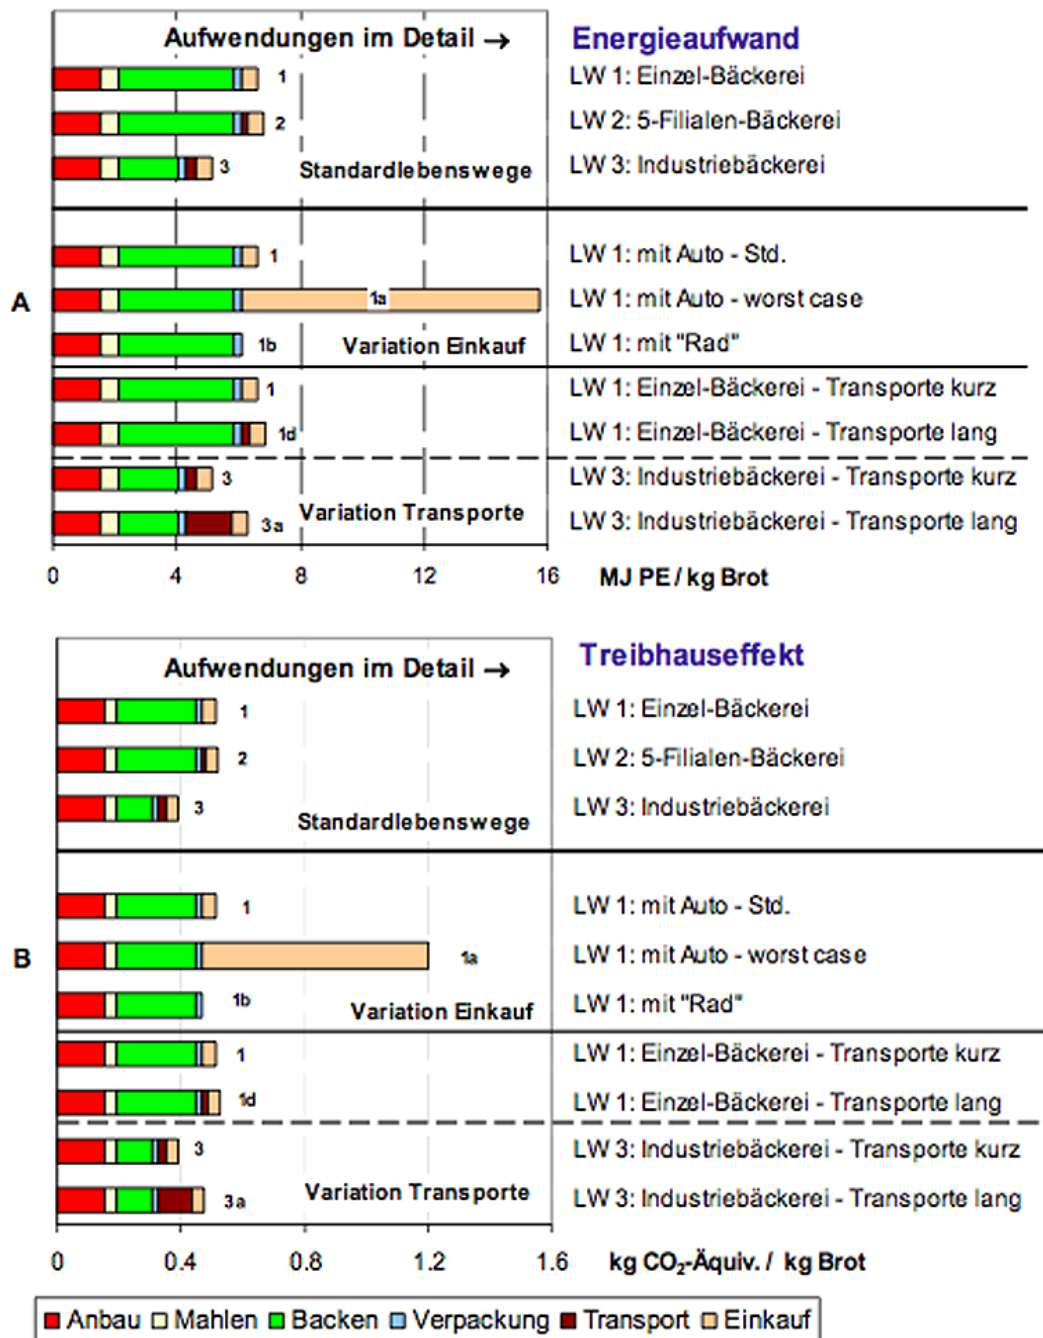 Aufwendungen im Detail → Energieaufwand
1 LW 1: Einzel-Bäckerei
2 LW 2: 5-Filialen-Bäckerei
3 Standardlebenswege LW 3: Industriebäckerei
1 LW 1: mit Auto - Std.
A 1a LW 1: mit Auto - worst case
1b Variation Einkauf LW 1: mit "Rad"
1 LW 1: Einzel-Bäckerei - Transporte kurz
1d LW 1: Einzel-Bäckerei - Transporte lang
3 LW 3: Industriebäckerei - Transporte kurz
3a Variation Transporte LW 3: Industriebäckerei - Transporte lang
0 4 8 12 16 MJ PE / kg Brot
Aufwendungen im Detail → Treibhauseffekt
1 LW 1: Einzel-Bäckerei
2 LW 2: 5-Filialen-Bäckerei
3 Standardlebenswege LW 3: Industriebäckerei
1 LW 1: mit Auto - Std.
B 1a LW 1: mit Auto - worst case
1b Variation Einkauf LW 1: mit "Rad"
1 LW 1: Einzel-Bäckerei - Transporte kurz
1d LW 1: Einzel-Bäckerei - Transporte lang
3 LW 3: Industriebäckerei - Transporte kurz
3a Variation Transporte LW 3: Industriebäckerei - Transporte lang
0 0.4 0.8 1.2 1.6 kg CO₂-Äquiv. / kg Brot
Anbau Mahlen Backen Verpackung Transport Einkauf